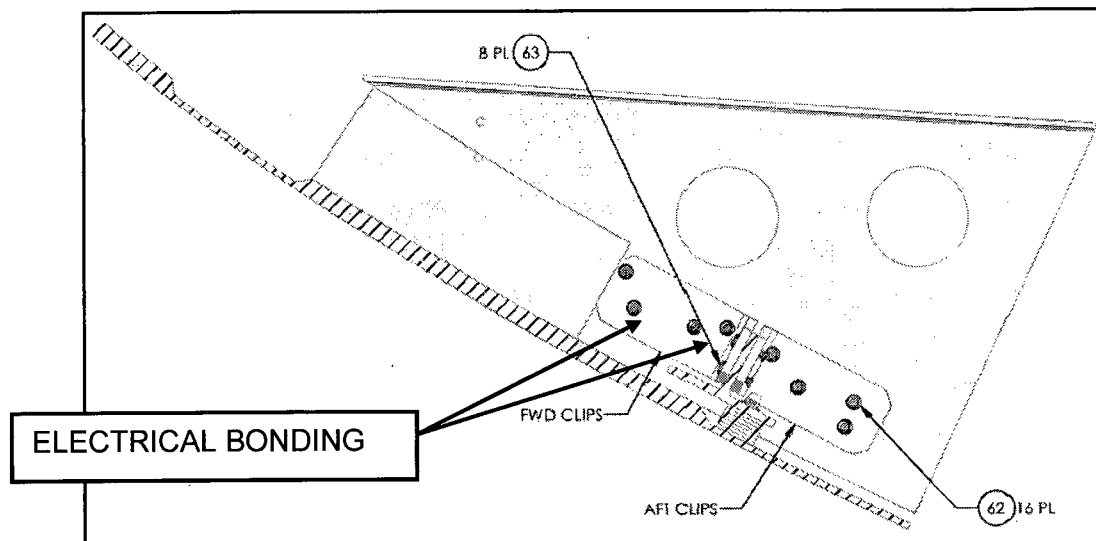 8 PL 63
FWD CLIPS
ELECTRICAL BONDING
AFT CLIPS
62 16 PL